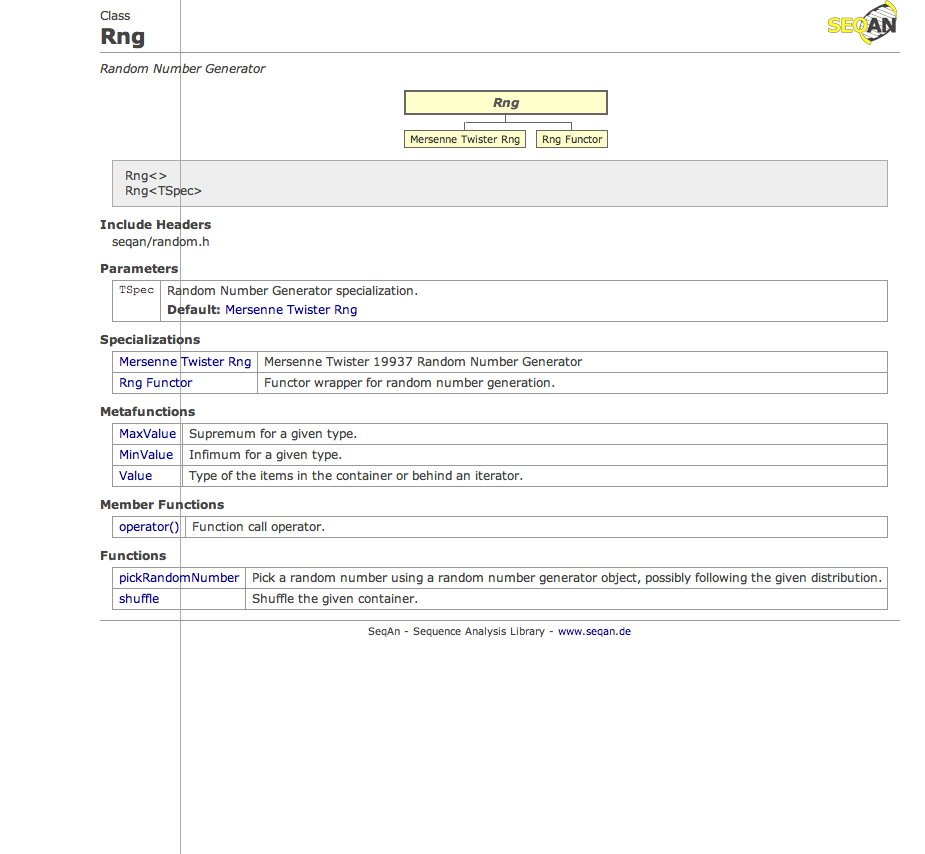 Class
Rng
SEQAN
Random Number Generator
Rng
Mersenne Twister Rng Rng Functor
Rng<>
Rng<TSpec>
Include Headers
seqan/random.h
Parameters
TSpec Random Number Generator specialization.
Default: Mersenne Twister Rng
Specializations
Mersenne Twister Rng Mersenne Twister 19937 Random Number Generator
Rng Functor Functor wrapper for random number generation.
Metafunctions
MaxValue Supremum for a given type.
MinValue Infimum for a given type.
Value Type of the items in the container or behind an iterator.
Member Functions
operator() Function call operator.
Functions
pickRandomNumber Pick a random number using a random number generator object, possibly following the given distribution.
shuffle Shuffle the given container.
SeqAn - Sequence Analysis Library - www.seqan.de